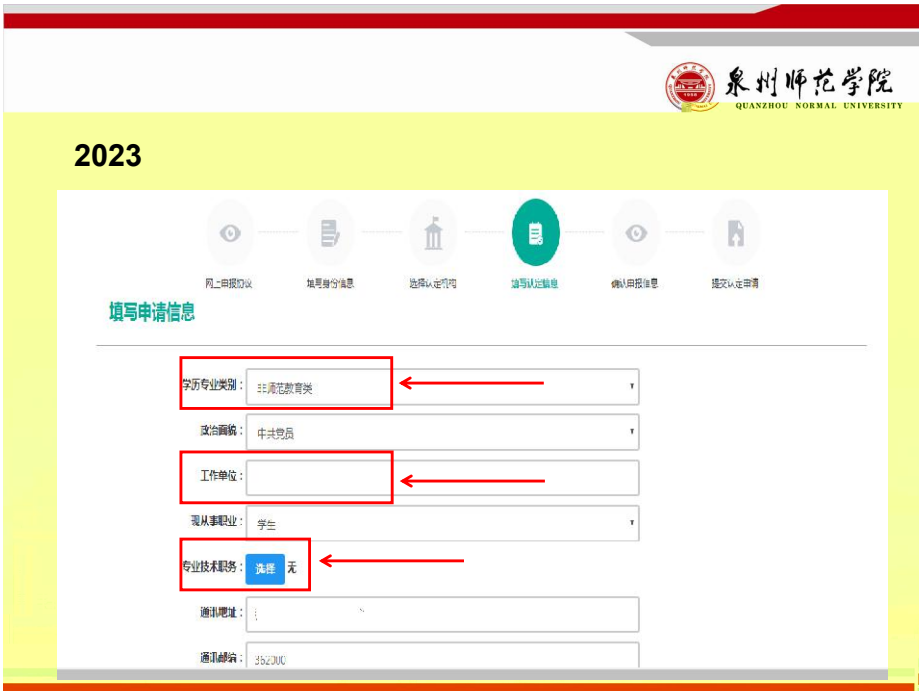 泉州师范学院
QUANZHOU NORMAL UNIVERSITY
2023
网上申报协议
填写身份信息
选择认定机构
填写认定信息
确认申报信息
提交认定申请
填写申请信息
学历专业类别：
非师范教育类
政治面貌：
中共党员
工作单位：
现从事职业：
学生
专业技术职务：
选择 无
通讯地址：
通讯邮编：
362000